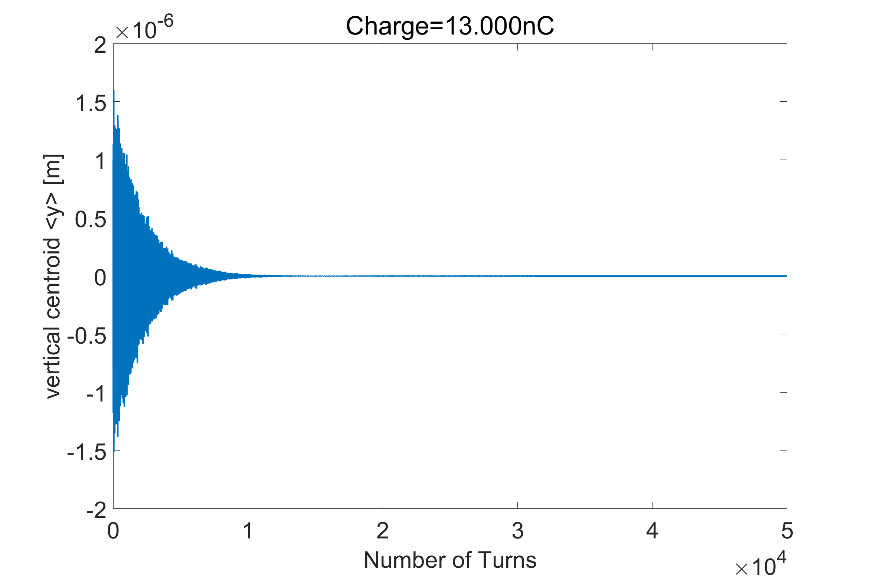 Charge=13.000nC
×10⁻⁶
2
1.5
1
0.5
0
-0.5
-1
-1.5
-2
vertical centroid <y> [m]
0 1 2 3 4 5
Number of Turns
×10⁴